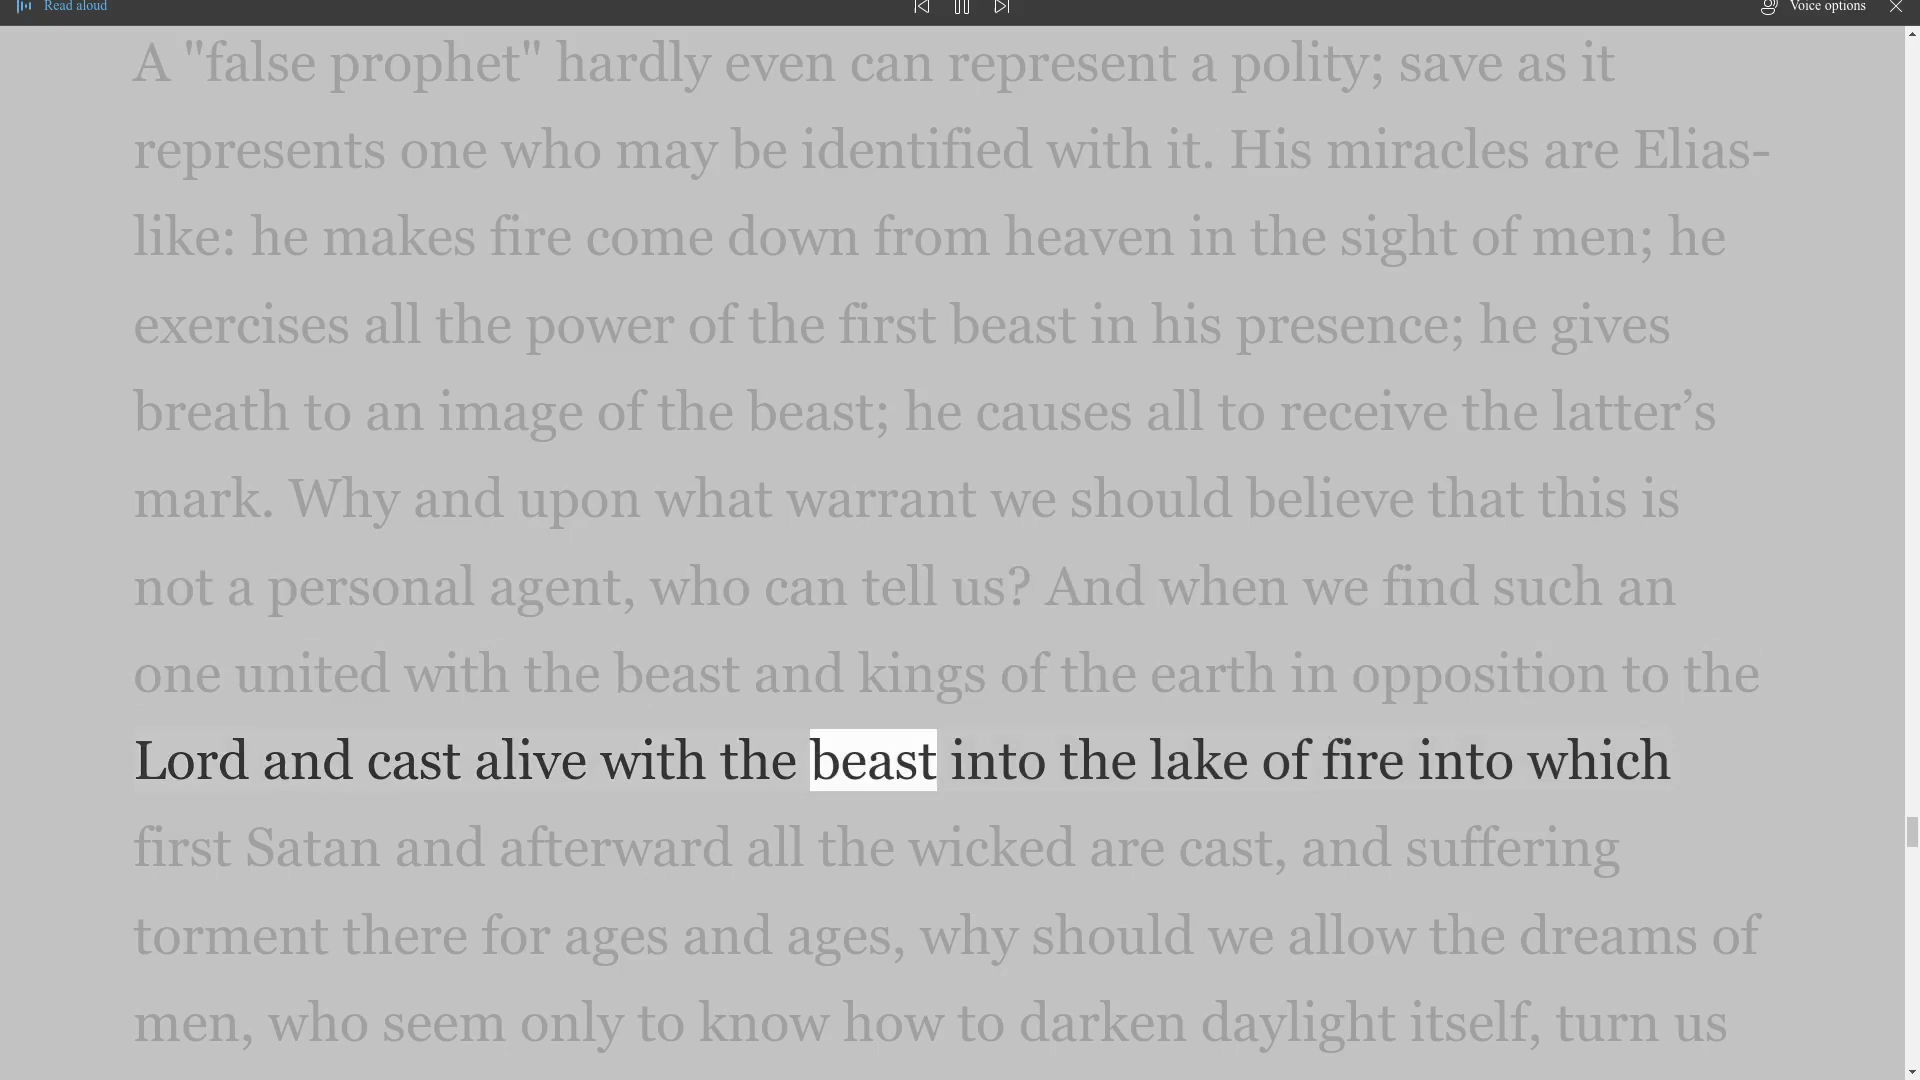 Read aloud
Voice options
A "false prophet" hardly even can represent a polity; save as it
represents one who may be identified with it. His miracles are Elias-
like: he makes fire come down from heaven in the sight of men; he
exercises all the power of the first beast in his presence; he gives
breath to an image of the beast; he causes all to receive the latter’s
mark. Why and upon what warrant we should believe that this is
not a personal agent, who can tell us? And when we find such an
one united with the beast and kings of the earth in opposition to the
Lord and cast alive with the beast into the lake of fire into which
first Satan and afterward all the wicked are cast, and suffering
torment there for ages and ages, why should we allow the dreams of
men, who seem only to know how to darken daylight itself, turn us